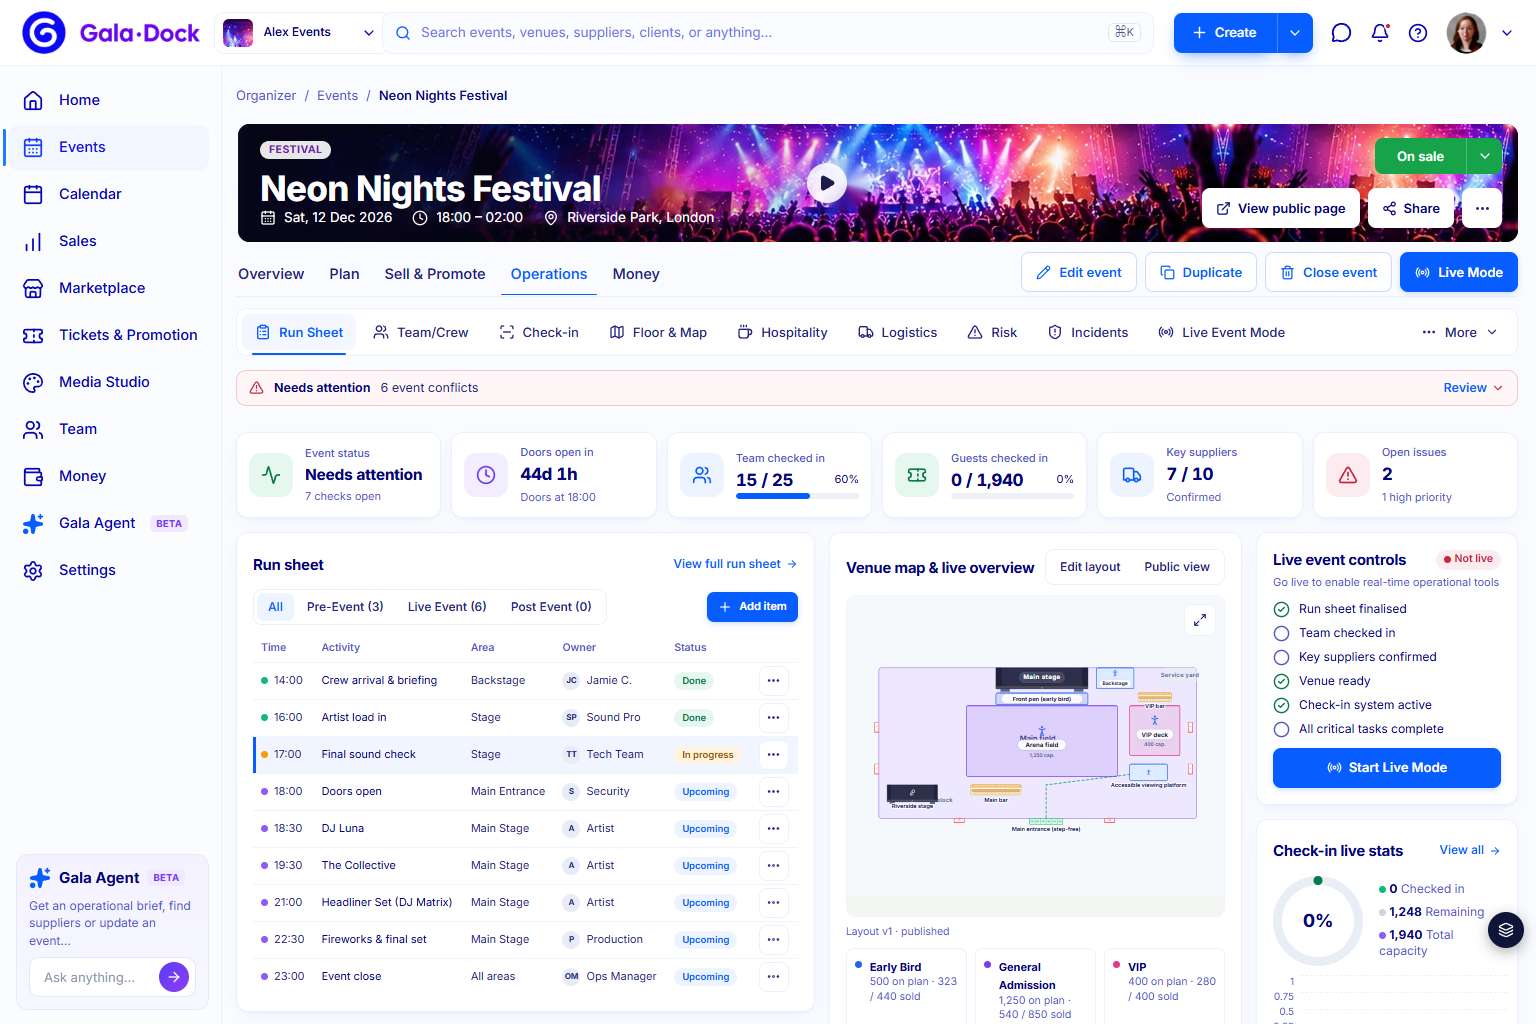 Gala·Dock
Alex Events
Search events, venues, suppliers, clients, or anything...
⌘K
Create
Home
Events
Calendar
Sales
Marketplace
Tickets & Promotion
Media Studio
Team
Money
Gala Agent BETA
Settings
Gala Agent BETA
Get an operational brief, find
suppliers or update an
event...
Ask anything...
Organizer / Events / Neon Nights Festival
FESTIVAL
Neon Nights Festival
Sat, 12 Dec 2026 18:00 – 02:00 Riverside Park, London
On sale
View public page
Share
Overview Plan Sell & Promote Operations Money
Edit event
Duplicate
Close event
Live Mode
Run Sheet Team/Crew Check-in Floor & Map Hospitality Logistics Risk Incidents Live Event Mode More
Needs attention 6 event conflicts
Review
Event status
Needs attention
7 checks open
Doors open in
44d 1h
Doors at 18:00
Team checked in
15 / 25 60%
Guests checked in
0 / 1,940 0%
Key suppliers
7 / 10
Confirmed
Open issues
2
1 high priority
Run sheet
View full run sheet →
All Pre-Event (3) Live Event (6) Post Event (0)
Add item
Time Activity Area Owner Status
14:00 Crew arrival & briefing Backstage JC Jamie C. Done
16:00 Artist load in Stage SP Sound Pro Done
17:00 Final sound check Stage TT Tech Team In progress
18:00 Doors open Main Entrance S Security Upcoming
18:30 DJ Luna Main Stage A Artist Upcoming
19:30 The Collective Main Stage A Artist Upcoming
21:00 Headliner Set (DJ Matrix) Main Stage A Artist Upcoming
22:30 Fireworks & final set Main Stage P Production Upcoming
23:00 Event close All areas OM Ops Manager Upcoming
Venue map & live overview
Edit layout Public view
Main stage
Backstage
Service yard
Front pen (early bird)
VIP bar
Main field
Arena field
1,250 cap.
VIP deck
400 cap.
Accessible viewing platform
Riverside stage
Main bar
Main entrance (step-free)
Layout v1 · published
Early Bird
500 on plan · 323
/ 440 sold
General
Admission
1,250 on plan ·
540 / 850 sold
VIP
400 on plan · 280
/ 400 sold
Live event controls
Not live
Go live to enable real-time operational tools
Run sheet finalised
Team checked in
Key suppliers confirmed
Venue ready
Check-in system active
All critical tasks complete
Start Live Mode
Check-in live stats
View all →
0%
0 Checked in
1,248 Remaining
1,940 Total
capacity
1
0.75
0.5